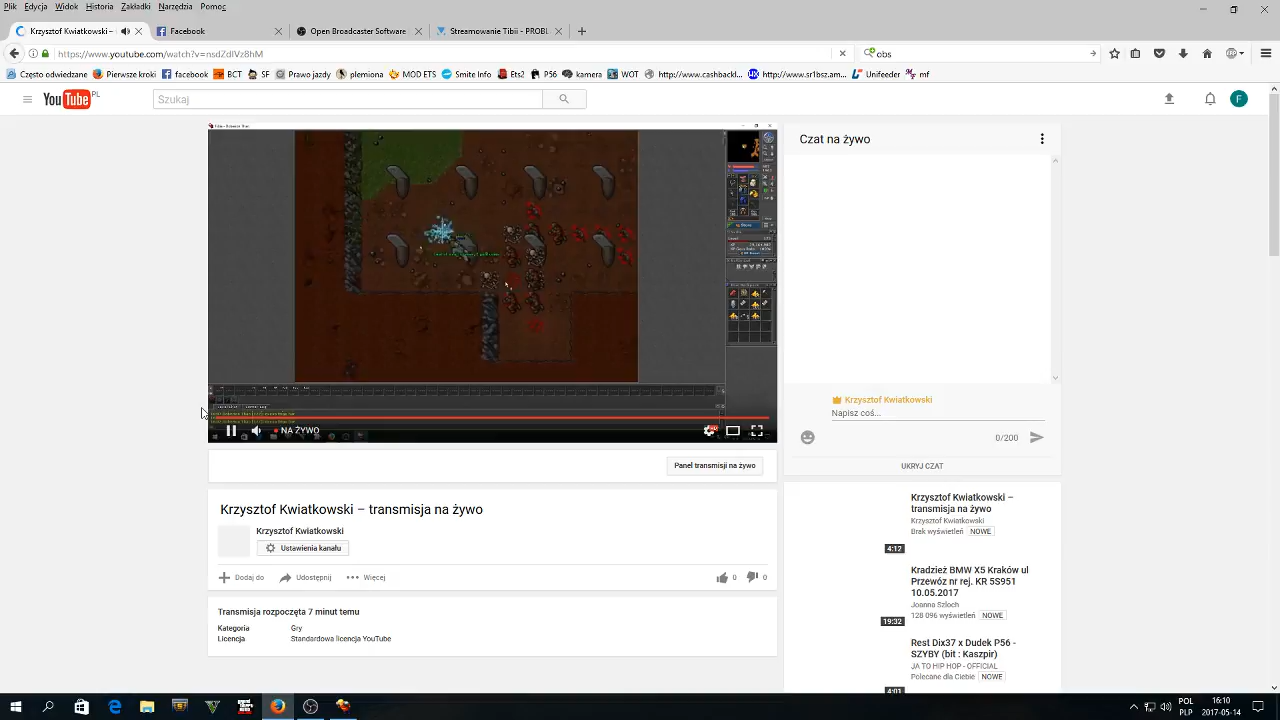 Plik Edycja Widok Historia Zakładki Narzędzia Pomoc
Krzysztof Kwiatkowski -
Facebook
Open Broadcaster Software
Streamowanie Tibii - PROBL
https://www.youtube.com/watch?v=nsdZdIVz8hM
obs
Często odwiedzane
Pierwsze kroki
facebook
BCT
SF
Prawo jazdy
plemiona
MOD ETS
Smite Info
Ets2
P56
kamera
WOT
http://www.cashbackl...
http://www.sr1bsz.am...
Unifeeder
mf
YouTube PL
Szukaj
F
Czat na żywo
NA ŻYWO
Krzysztof Kwiatkowski
Napisz coś...
0/200
UKRYJ CZAT
Panel transmisji na żywo
Krzysztof Kwiatkowski – transmisja na żywo
Krzysztof Kwiatkowski
Ustawienia kanału
Dodaj do
Udostępnij
Więcej
0
0
Transmisja rozpoczęta 7 minut temu
Kategoria Gry
Licencja Standardowa licencja YouTube
Krzysztof Kwiatkowski –
transmisja na żywo
Krzysztof Kwiatkowski
Brak wyświetleń NOWE
4:12
Kradzież BMW X5 Kraków ul
Przewóz nr rej. KR 5S951
10.05.2017
Joanna Szloch
128 096 wyświetleń NOWE
19:32
Rest Dix37 x Dudek P56 -
SZYBY (bit : Kaszpir)
JA TO HIP HOP - OFFICIAL
Polecane dla Ciebie NOWE
4:01
POL
PLP
16:10
2017-05-14